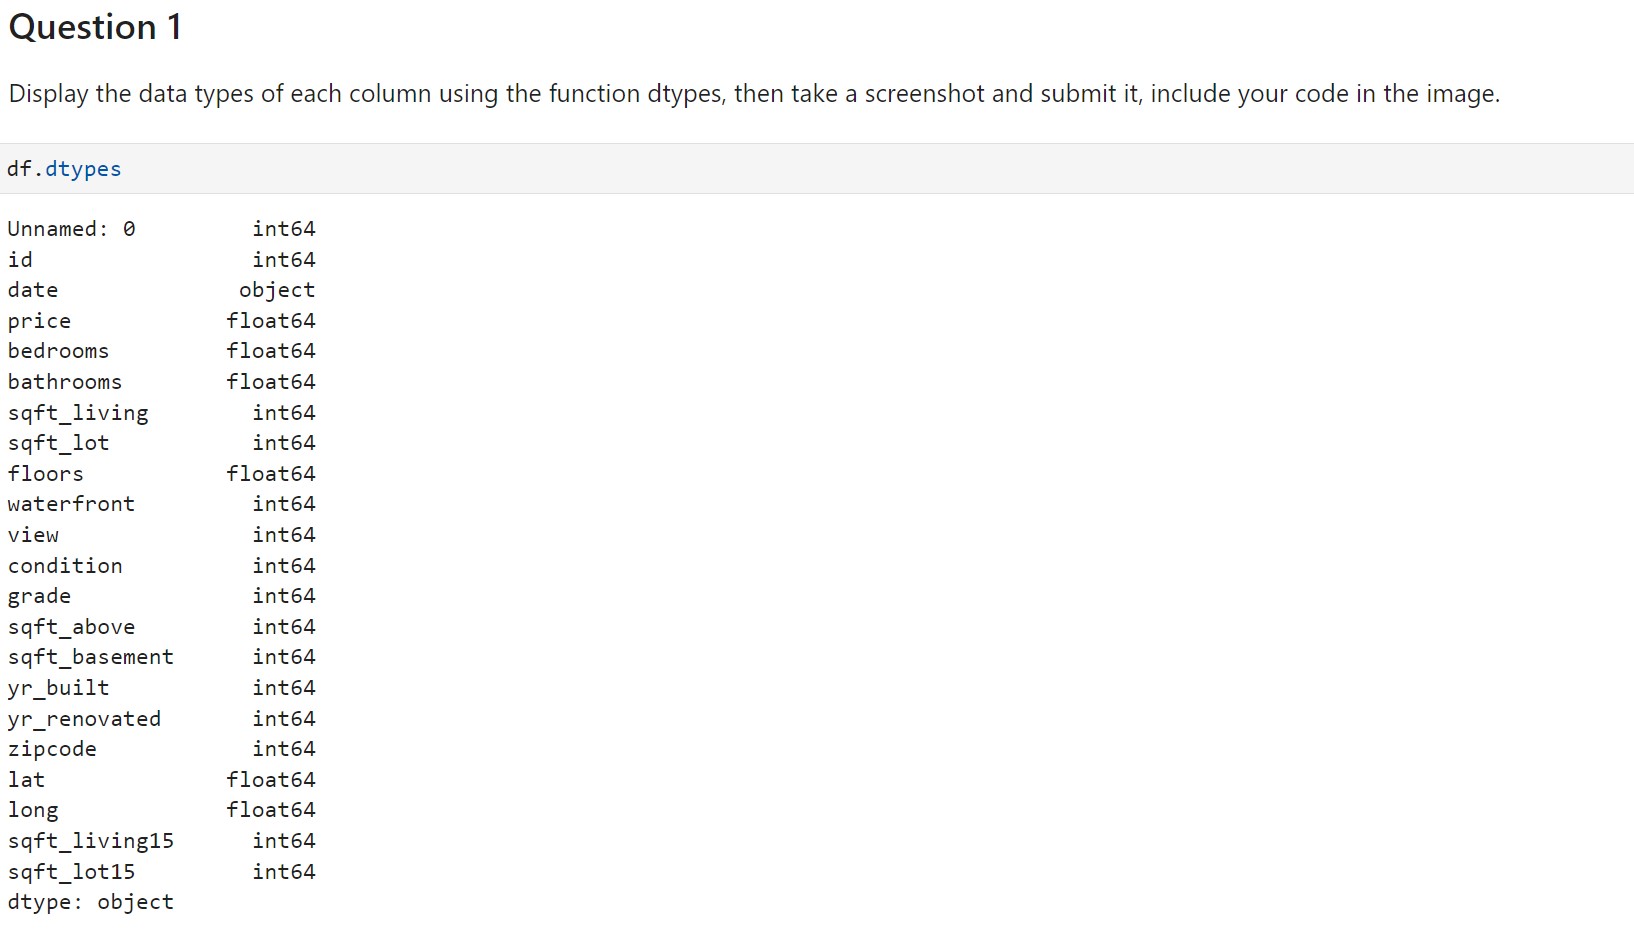 Question 1
Display the data types of each column using the function dtypes, then take a screenshot and submit it, include your code in the image.
df.dtypes
Unnamed: 0 int64
id int64
date object
price float64
bedrooms float64
bathrooms float64
sqft_living int64
sqft_lot int64
floors float64
waterfront int64
view int64
condition int64
grade int64
sqft_above int64
sqft_basement int64
yr_built int64
yr_renovated int64
zipcode int64
lat float64
long float64
sqft_living15 int64
sqft_lot15 int64
dtype: object